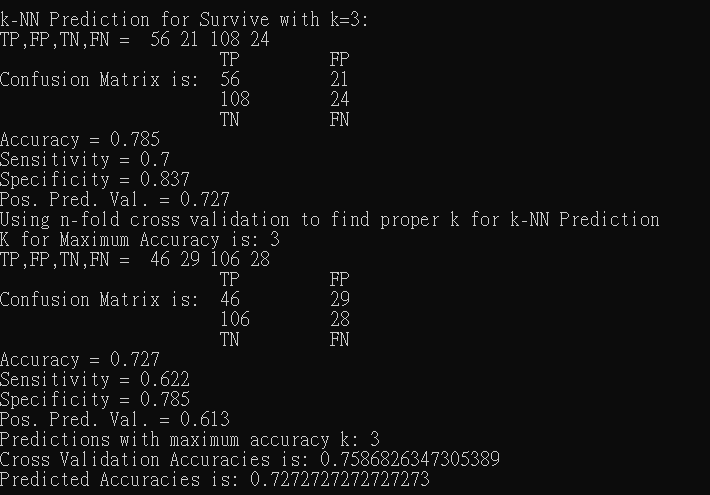 k-NN Prediction for Survive with k=3:
TP,FP,TN,FN =  56 21 108 24
TP FP
Confusion Matrix is: 56 21
108 24
TN FN
Accuracy = 0.785
Sensitivity = 0.7
Specificity = 0.837
Pos. Pred. Val. = 0.727
Using n-fold cross validation to find proper k for k-NN Prediction
K for Maximum Accuracy is: 3
TP,FP,TN,FN =  46 29 106 28
TP FP
Confusion Matrix is: 46 29
106 28
TN FN
Accuracy = 0.727
Sensitivity = 0.622
Specificity = 0.785
Pos. Pred. Val. = 0.613
Predictions with maximum accuracy k: 3
Cross Validation Accuracies is: 0.7586826347305389
Predicted Accuracies is: 0.7272727272727273